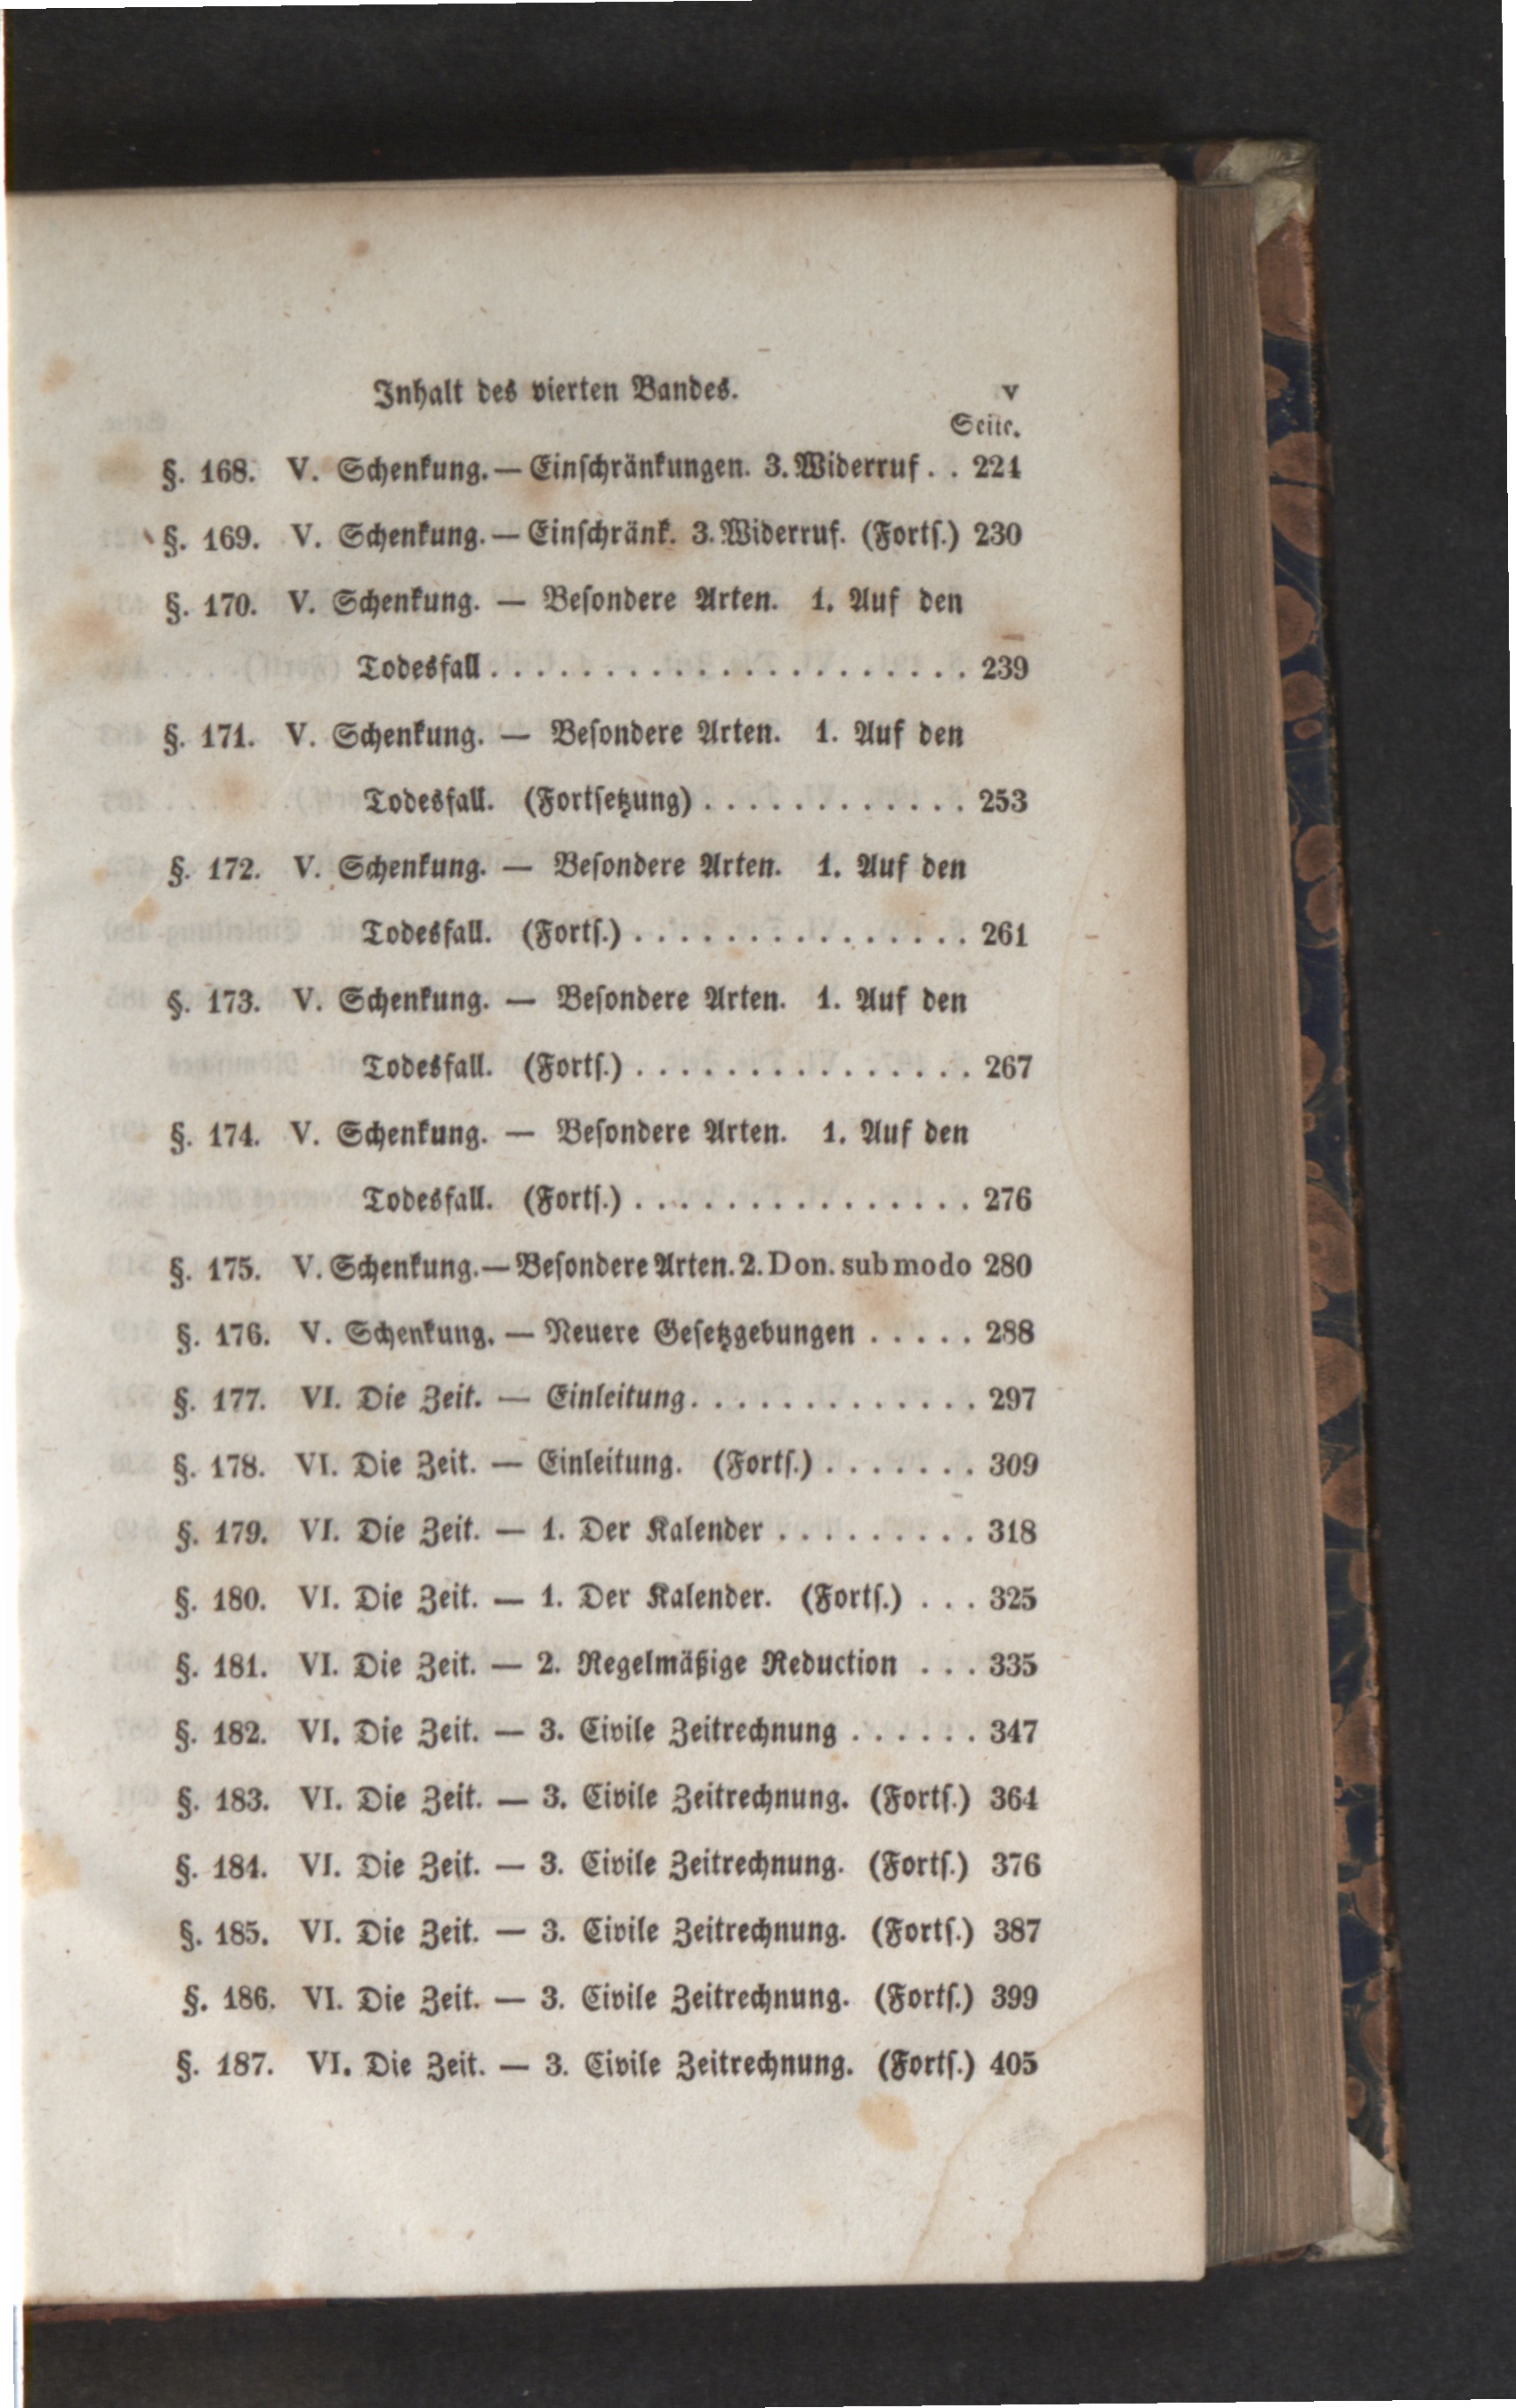 Inhalt des vierten Bandes. v
Seite.
§. 168. V. Schenkung. — Einschränkungen. 3. Widerruf . . 224
§. 169. V. Schenkung. — Einschränk. 3. Widerruf. (Forts.) 230
§. 170. V. Schenkung. — Besondere Arten. 1. Auf den
Todesfall . . . . . . . . . . . . . . . . . . . . . 239
§. 171. V. Schenkung. — Besondere Arten. 1. Auf den
Todesfall. (Fortsetzung) . . . . . . . . . . . . 253
§. 172. V. Schenkung. — Besondere Arten. 1. Auf den
Todesfall. (Forts.) . . . . . . . . . . . . . . . 261
§. 173. V. Schenkung. — Besondere Arten. 1. Auf den
Todesfall. (Forts.) . . . . . . . . . . . . . . . 267
§. 174. V. Schenkung. — Besondere Arten. 1. Auf den
Todesfall. (Forts.) . . . . . . . . . . . . . . . 276
§. 175. V. Schenkung. — Besondere Arten. 2. Don. sub modo 280
§. 176. V. Schenkung. — Neuere Gesetzgebungen . . . . . 288
§. 177. VI. Die Zeit. — Einleitung. . . . . . . . . . . . . 297
§. 178. VI. Die Zeit. — Einleitung. (Forts.) . . . . . . . 309
§. 179. VI. Die Zeit. — 1. Der Kalender . . . . . . . . . 318
§. 180. VI. Die Zeit. — 1. Der Kalender. (Forts.) . . . 325
§. 181. VI. Die Zeit. — 2. Regelmäßige Reduction . . . 335
§. 182. VI. Die Zeit. — 3. Civile Zeitrechnung . . . . . . 347
§. 183. VI. Die Zeit. — 3. Civile Zeitrechnung. (Forts.) 364
§. 184. VI. Die Zeit. — 3. Civile Zeitrechnung. (Forts.) 376
§. 185. VI. Die Zeit. — 3. Civile Zeitrechnung. (Forts.) 387
§. 186. VI. Die Zeit. — 3. Civile Zeitrechnung. (Forts.) 399
§. 187. VI. Die Zeit. — 3. Civile Zeitrechnung. (Forts.) 405